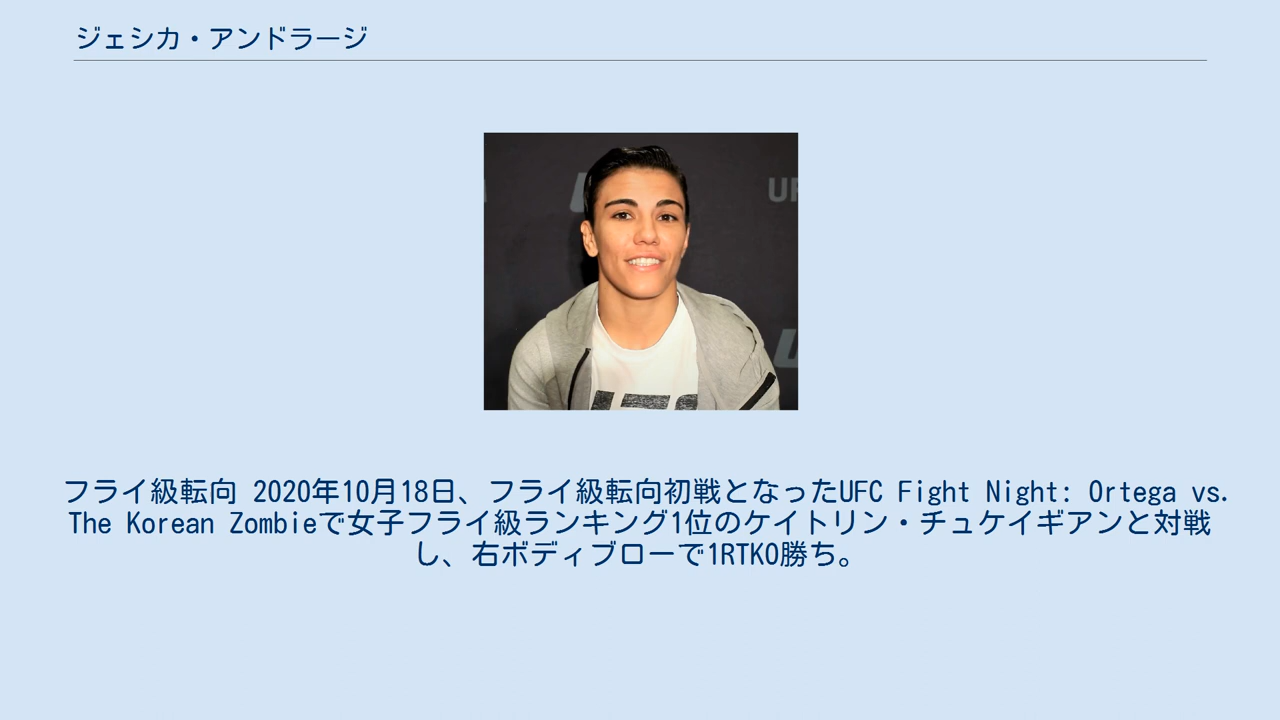 ジェシカ・アンドラージ
UF
UFC
フライ級転向 2020年10月18日、フライ級転向初戦となったUFC Fight Night: Ortega vs.
The Korean Zombieで女子フライ級ランキング1位のケイトリン・チュケイギアンと対戦
し、右ボディブローで1RTKO勝ち。